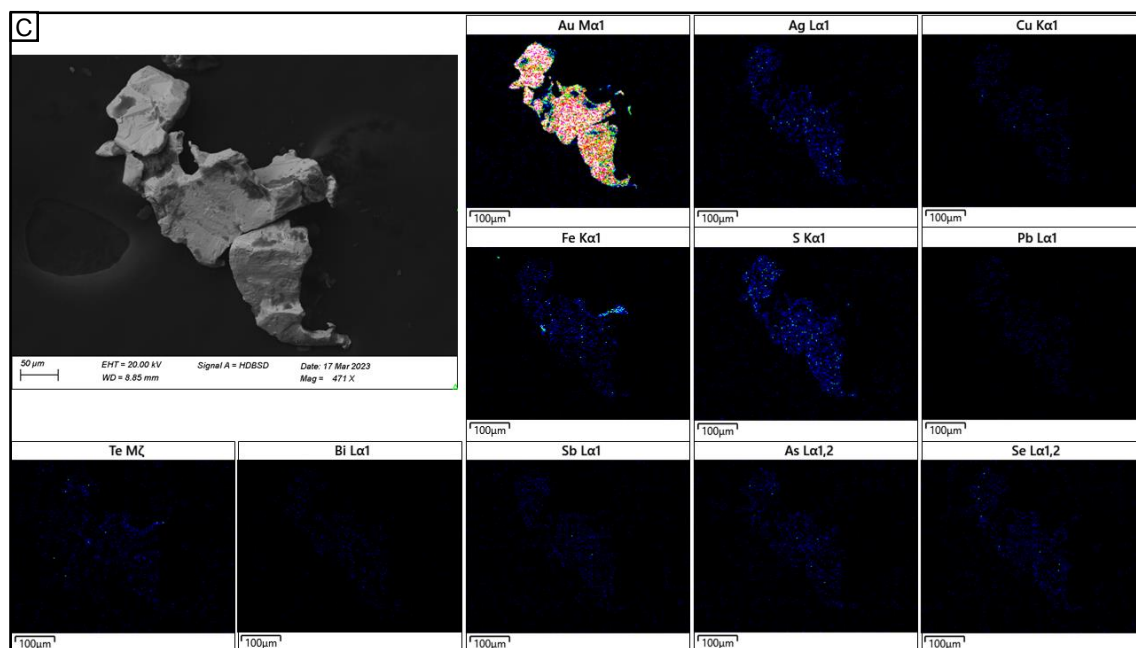 C
Au Mα1
Ag Lα1
Cu Kα1
100µm
100µm
100µm
Fe Kα1
S Kα1
Pb Lα1
50 µm
EHT = 20.00 kV
Signal A = HDBSD
Date: 17 Mar 2023
WD = 8.85 mm
Mag = 471 X
100µm
100µm
100µm
Te Mζ
Bi Lα1
Sb Lα1
As Lα1,2
Se Lα1,2
100µm
100µm
100µm
100µm
100µm